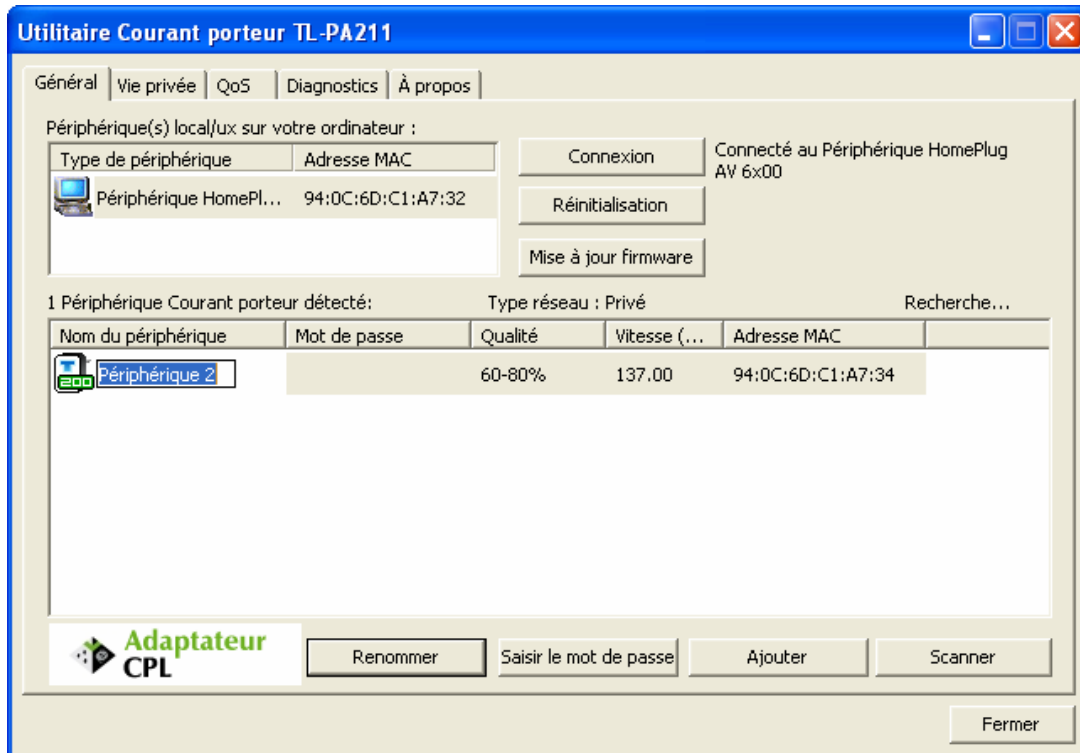 Utilitaire Courant porteur TL-PA211
Général Vie privée QoS Diagnostics À propos
Périphérique(s) local/ux sur votre ordinateur :
Type de périphérique Adresse MAC
Périphérique HomePl... 94:0C:6D:C1:A7:32
Connexion
Connecté au Périphérique HomePlug
AV 6x00
Réinitialisation
Mise à jour firmware
1 Périphérique Courant porteur détecté: Type réseau : Privé Recherche...
Nom du périphérique Mot de passe Qualité Vitesse (... Adresse MAC
T
200
Périphérique 2 60-80% 137.00 94:0C:6D:C1:A7:34
Adaptateur
CPL
Renommer Saisir le mot de passe Ajouter Scanner
Fermer